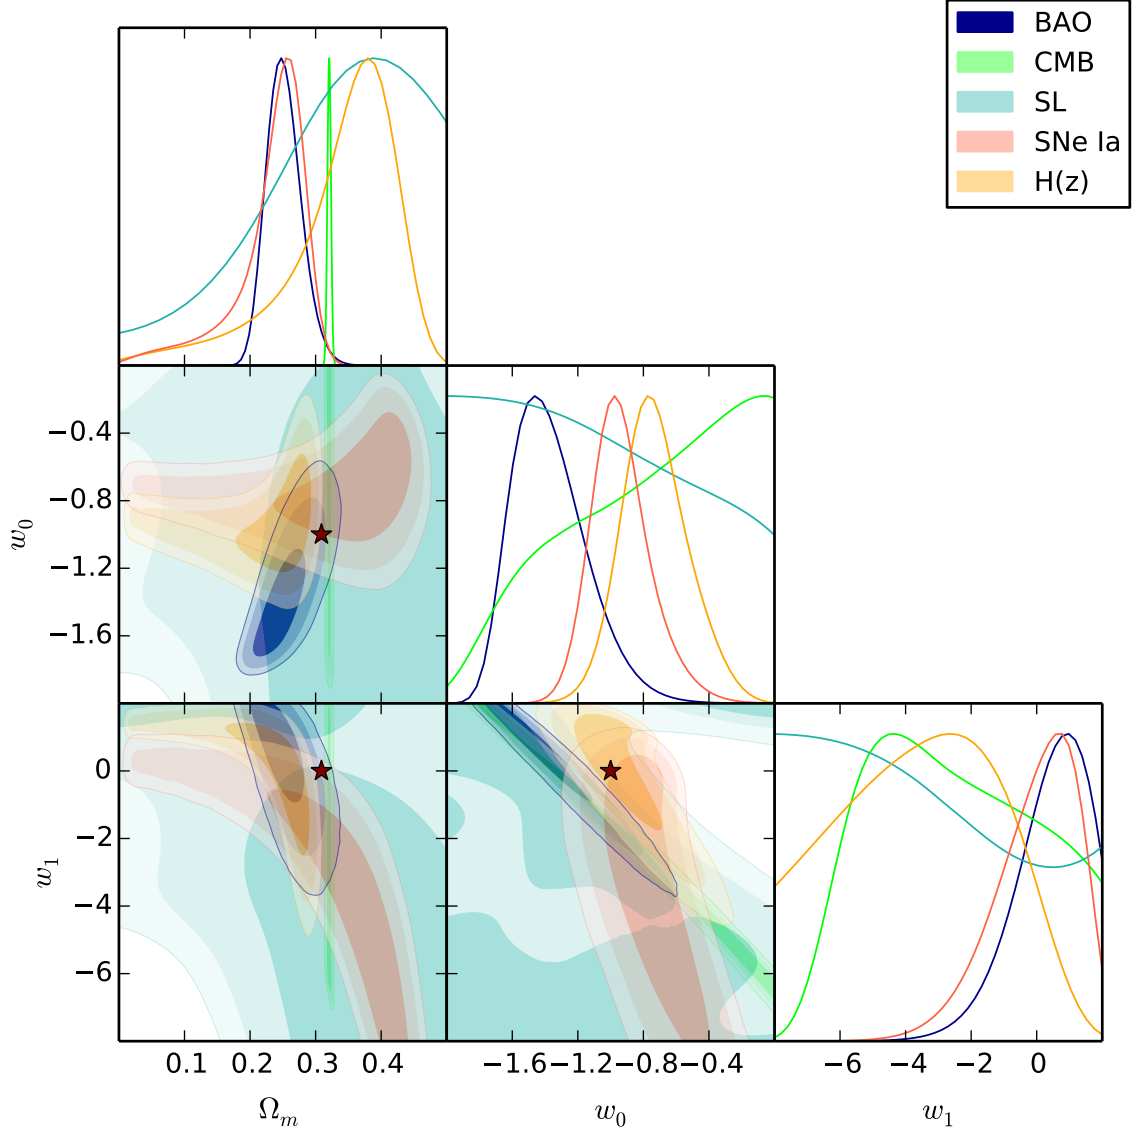 BAO
CMB
SL
SNe Ia
H(z)
−0.4
−0.8
−1.2
−1.6
w₀
0
−2
−4
−6
w₁
0.1 0.2 0.3 0.4
−1.6 −1.2 −0.8 −0.4
−6 −4 −2 0
Ωₘ w₀ w₁